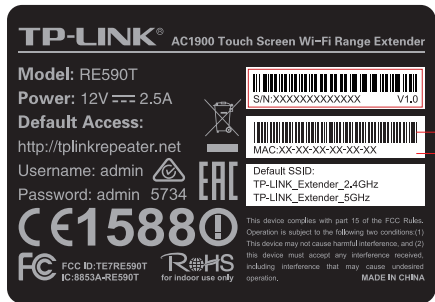 TP-LINK® AC1900 Touch Screen Wi-Fi Range Extender
Model: RE590T
Power: 12V 2.5A
Default Access:
http://tplinkrepeater.net
Username: admin
Password: admin 5734
S/N:XXXXXXXXXXXXX V1.0
MAC:XX-XX-XX-XX-XX-XX
Default SSID:
TP-LINK_Extender_2.4GHz
TP-LINK_Extender_5GHz
EAC
CE1588
FC FCC ID:TE7RE590T
IC:8853A-RE590T
RoHS
for indoor use only
This device complies with part 15 of the FCC Rules.
Operation is subject to the following two conditions:(1)
This device may not cause harmful interference, and (2)
this device must accept any interference received,
including interference that may cause undesired
operation. MADE IN CHINA